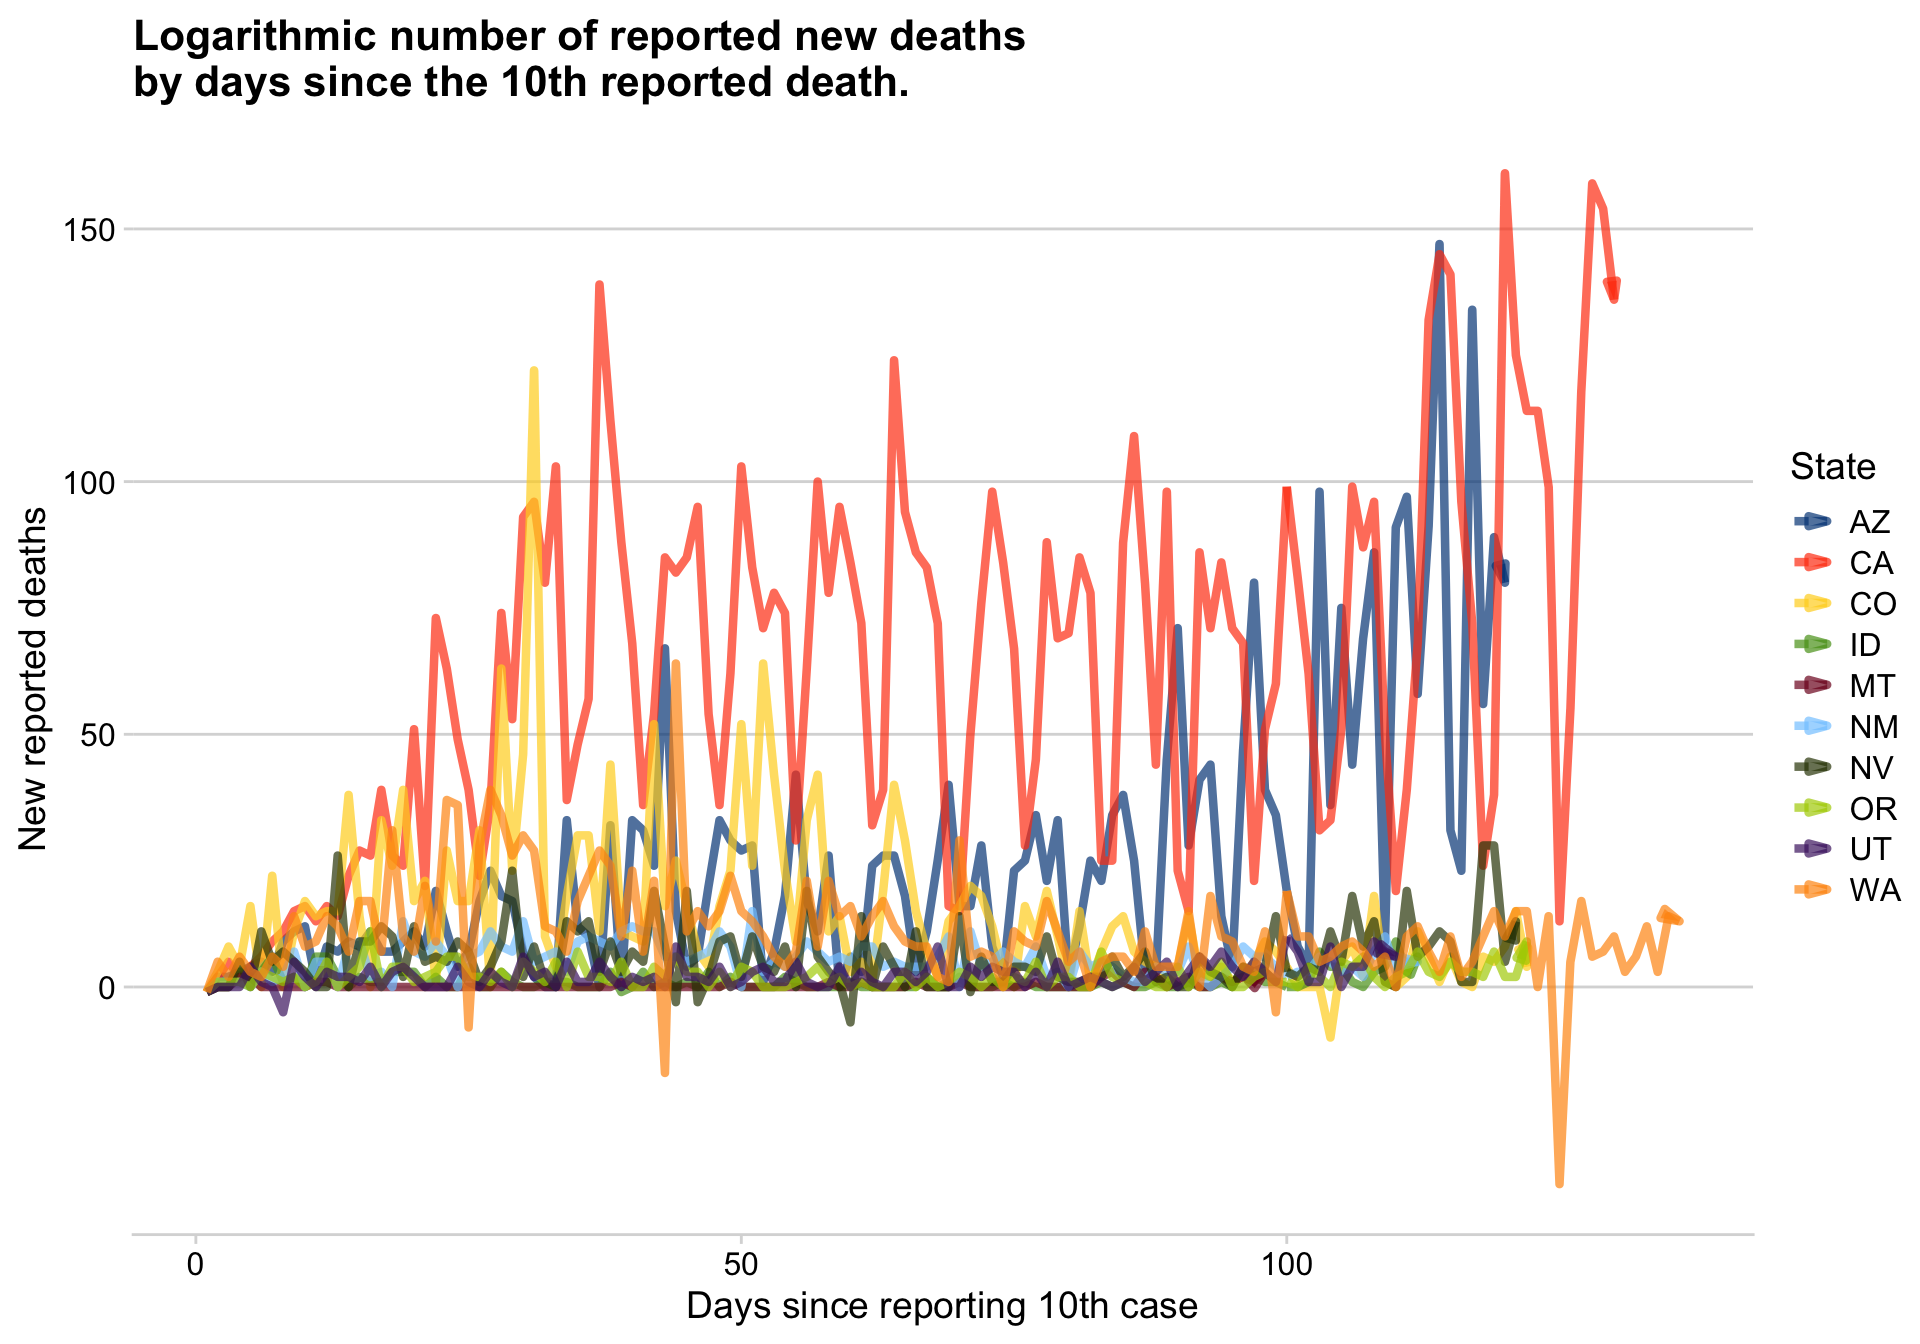 Logarithmic number of reported new deaths
by days since the 10th reported death.
150
100
50
0
New reported deaths
0
50
100
Days since reporting 10th case
State
AZ
CA
CO
ID
MT
NM
NV
OR
UT
WA